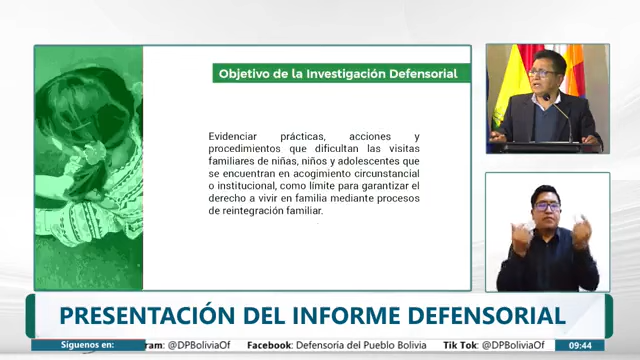 Objetivo de la Investigación Defensorial
Evidenciar prácticas, acciones y
procedimientos que dificultan las visitas
familiares de niñas, niños y adolescentes que
se encuentran en acogimiento circunstancial
o institucional, como límite para garantizar el
derecho a vivir en familia mediante procesos
de reintegración familiar.
PRESENTACIÓN DEL INFORME DEFENSORIAL
Síguenos en: ram: @DPBoliviaOf Facebook: Defensoría del Pueblo Bolivia Tik Tok: @DPBoliviaOf 09:44